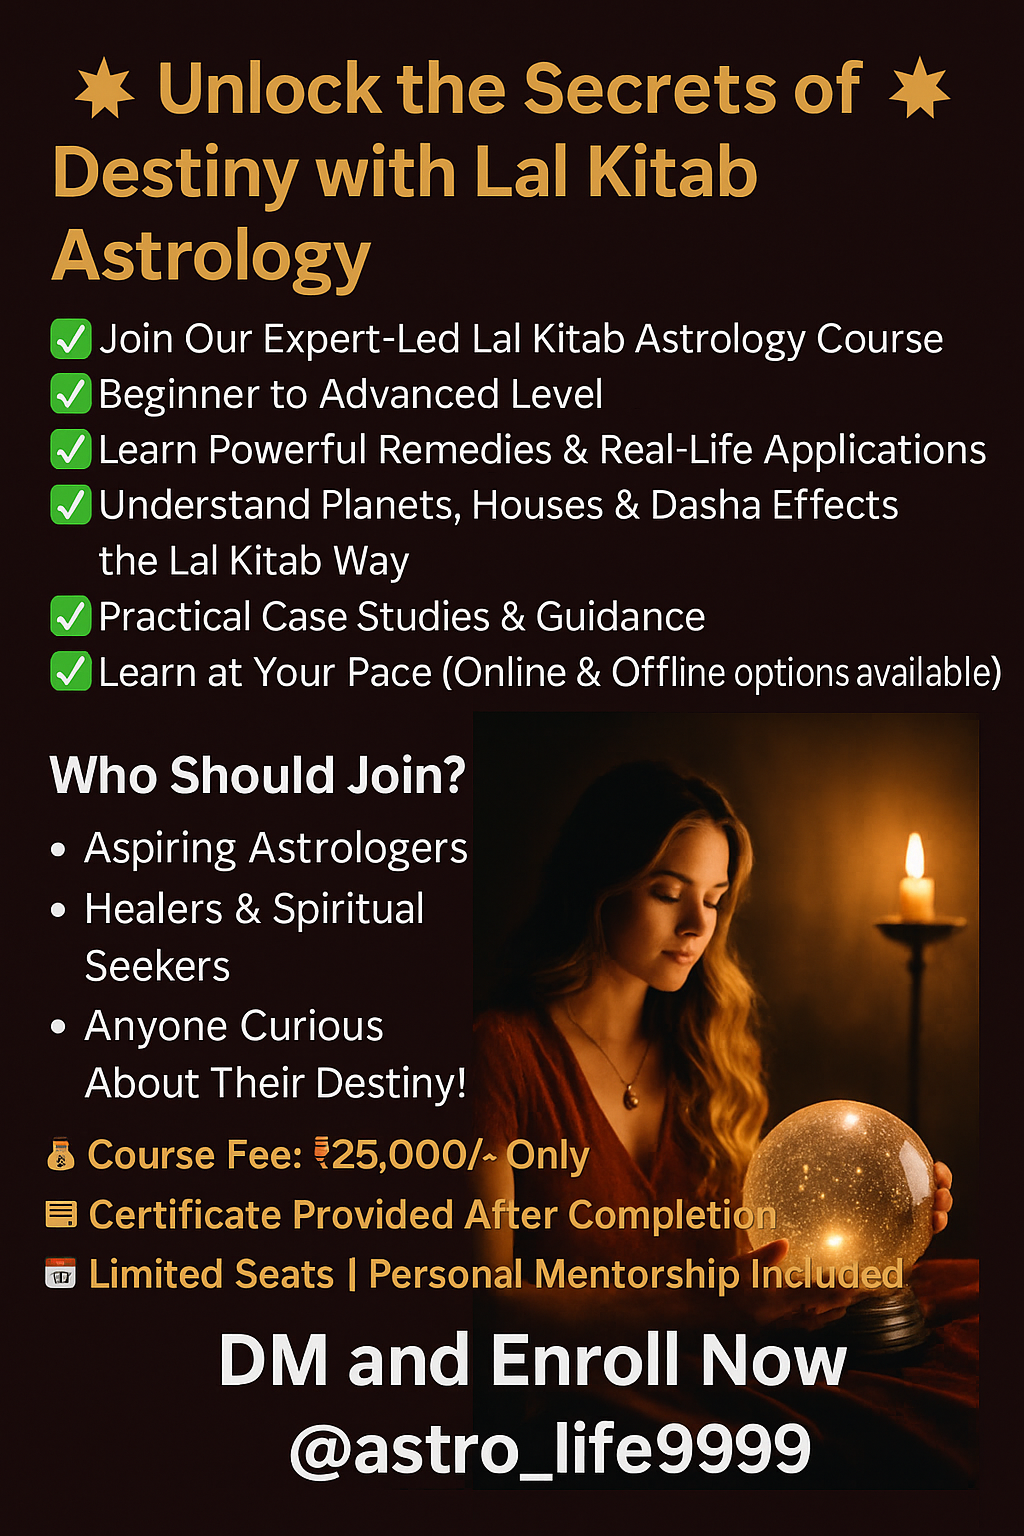 Unlock the Secrets of
Destiny with Lal Kitab
Astrology
Join Our Expert-Led Lal Kitab Astrology Course
Beginner to Advanced Level
Learn Powerful Remedies & Real-Life Applications
Understand Planets, Houses & Dasha Effects
the Lal Kitab Way
Practical Case Studies & Guidance
Learn at Your Pace (Online & Offline options available)
Who Should Join?
• Aspiring Astrologers
• Healers & Spiritual
Seekers
• Anyone Curious
About Their Destiny!
Course Fee: ₹25,000/- Only
Certificate Provided After Completion
Limited Seats | Personal Mentorship Included
DM and Enroll Now
@astro_life9999